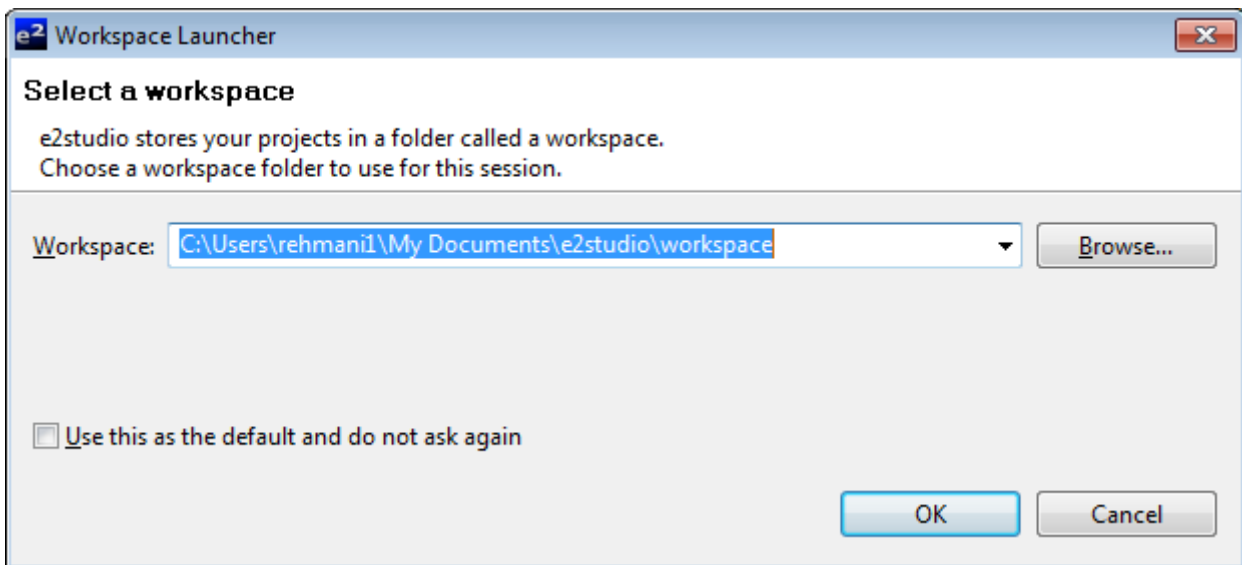 e² Workspace Launcher
Select a workspace
e2studio stores your projects in a folder called a workspace.
Choose a workspace folder to use for this session.
Workspace: C:\Users\rehmani1\My Documents\e2studio\workspace Browse...
Use this as the default and do not ask again
OK Cancel